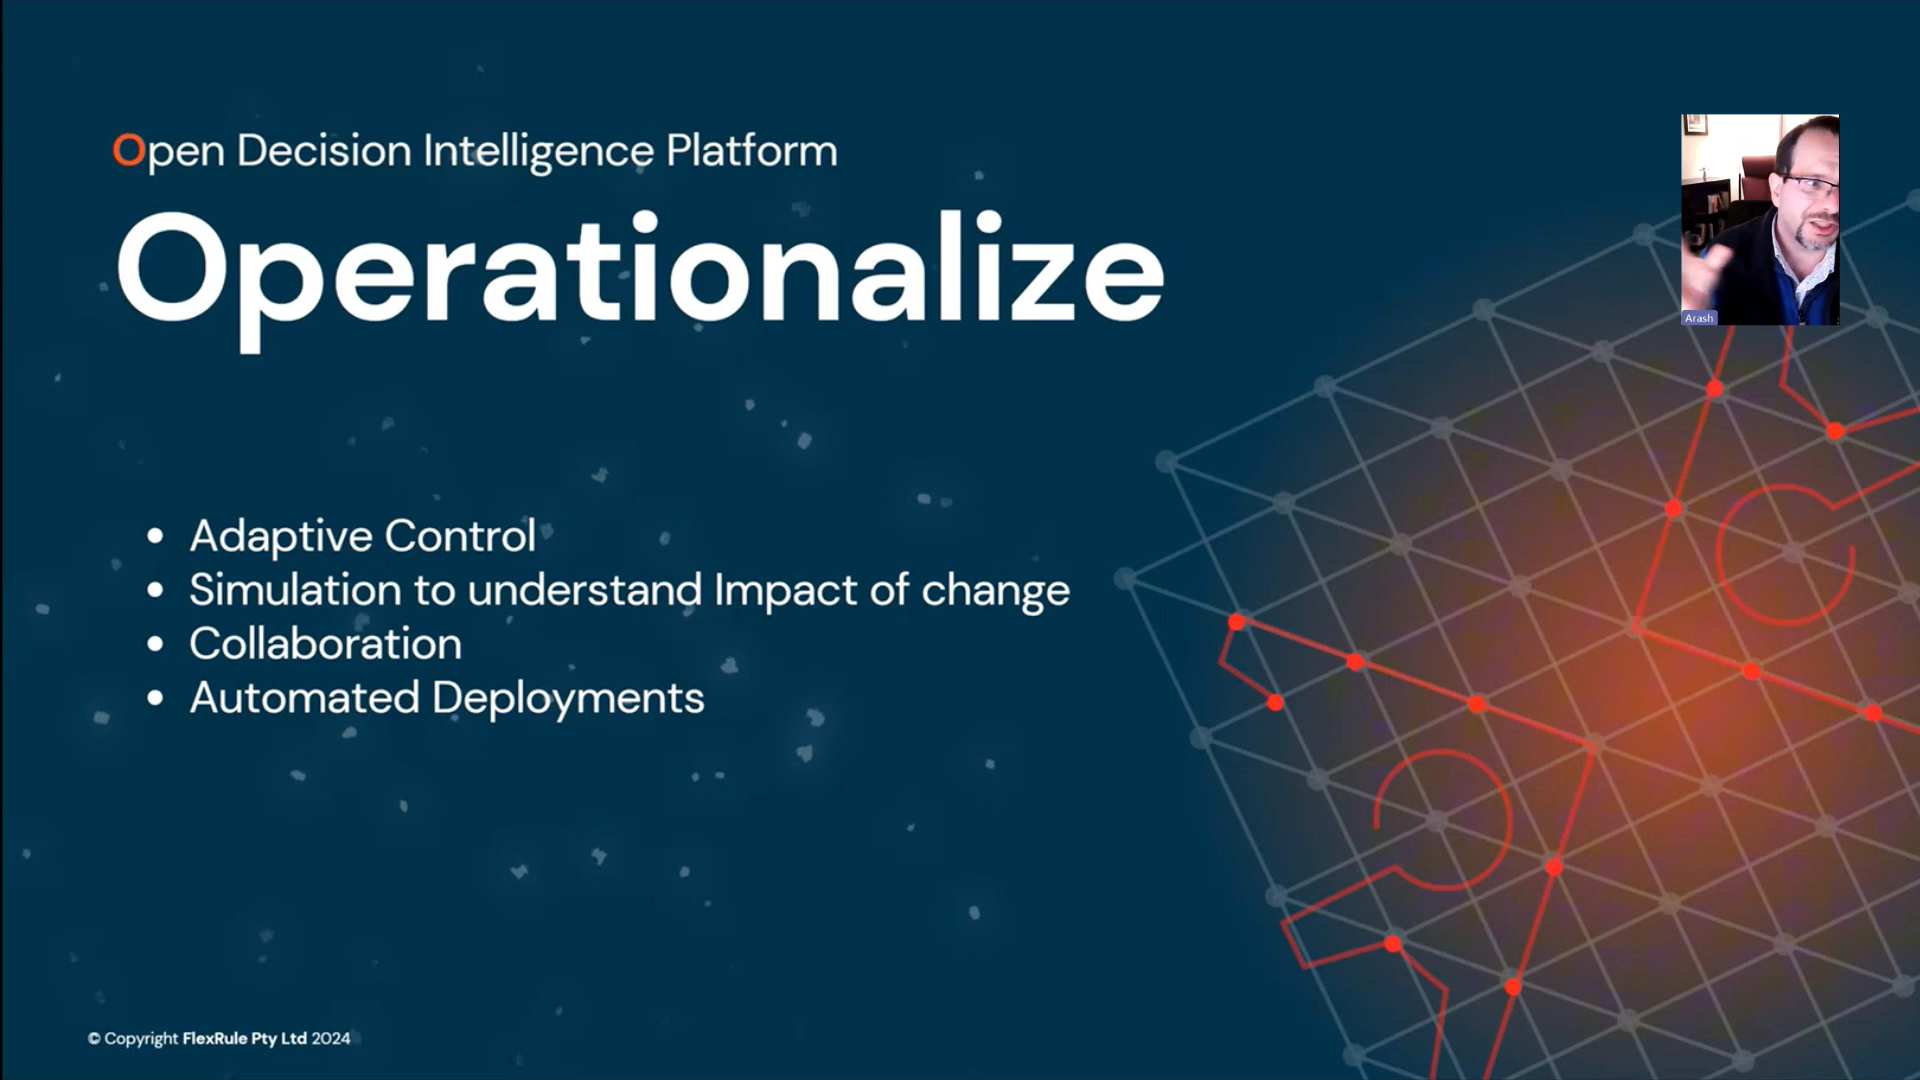 Open Decision Intelligence Platform
Operationalize
Arash
• Adaptive Control
• Simulation to understand Impact of change
• Collaboration
• Automated Deployments
© Copyright FlexRule Pty Ltd 2024